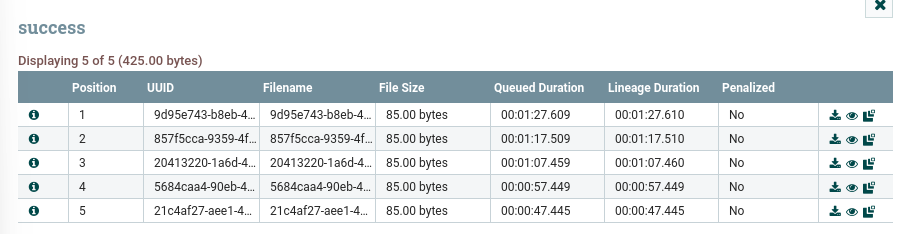 success
Displaying 5 of 5 (425.00 bytes)
Position UUID Filename File Size Queued Duration Lineage Duration Penalized
1 9d95e743-b8eb-4... 9d95e743-b8eb-4... 85.00 bytes 00:01:27.609 00:01:27.610 No
2 857f5cca-9359-4f... 857f5cca-9359-4f... 85.00 bytes 00:01:17.509 00:01:17.510 No
3 20413220-1a6d-4... 20413220-1a6d-4... 85.00 bytes 00:01:07.459 00:01:07.460 No
4 5684caa4-90eb-4... 5684caa4-90eb-4... 85.00 bytes 00:00:57.449 00:00:57.449 No
5 21c4af27-aee1-4... 21c4af27-aee1-4... 85.00 bytes 00:00:47.445 00:00:47.445 No